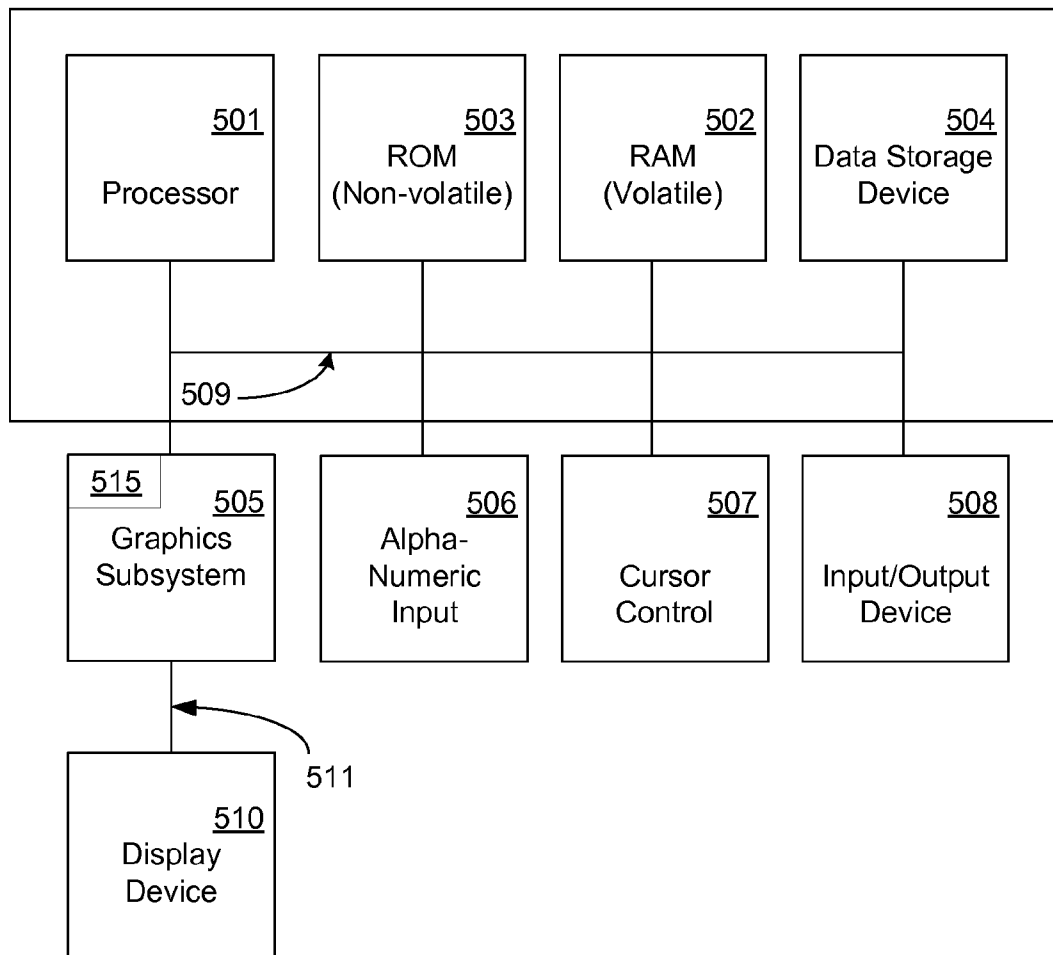 501
Processor
503
ROM
(Non-volatile)
502
RAM
(Volatile)
504
Data Storage
Device
509
515
505
Graphics
Subsystem
506
Alpha-
Numeric
Input
507
Cursor
Control
508
Input/Output
Device
511
510
Display
Device